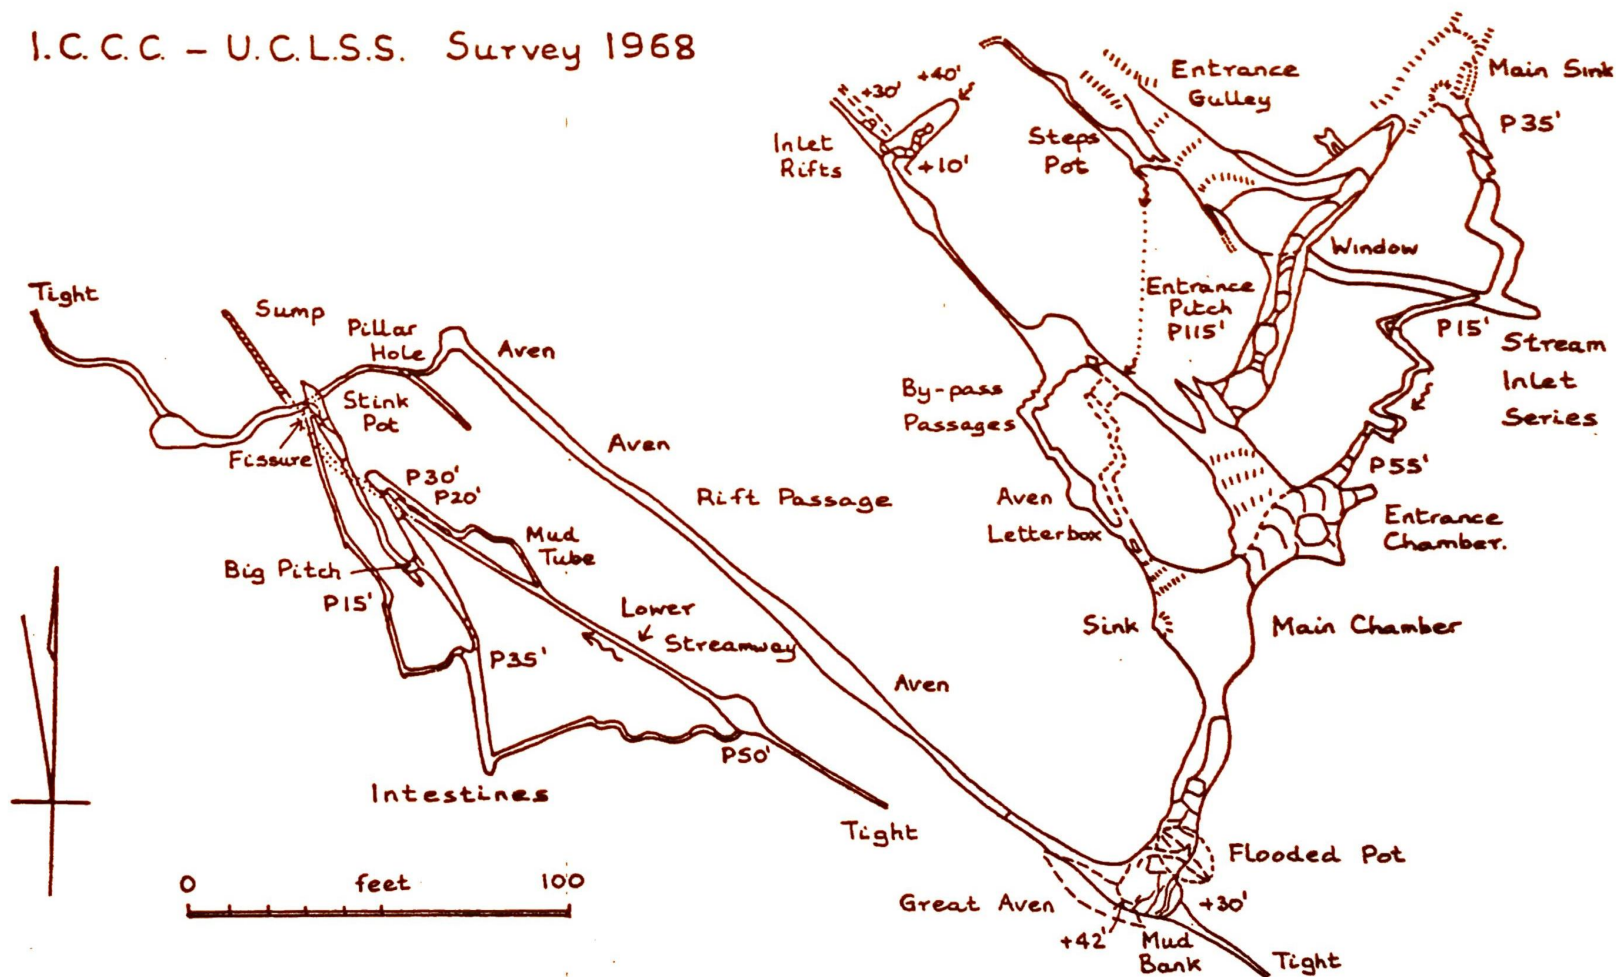 I.C.C.C. – U.C.L.S.S. Survey 1968
+30'
+40'
+10'
Inlet
Rifts
Entrance
Gulley
Steps
Pot
Main Sink
P35'
Window
Entrance
Pitch
P115'
P15'
Stream
Inlet
Series
P55'
Entrance
Chamber.
By-pass
Passages
Aven
Letterbox
Sink
Main Chamber
Tight
Sump
Pillar
Hole
Aven
Stink
Pot
Fissure
Aven
P30'
P20'
Rift Passage
Mud
Tube
Big Pitch
P15'
Lower
Streamway
P35'
Aven
P50'
Intestines
Tight
Flooded Pot
Great Aven
+30'
+42'
Mud
Bank
Tight
0 feet 100